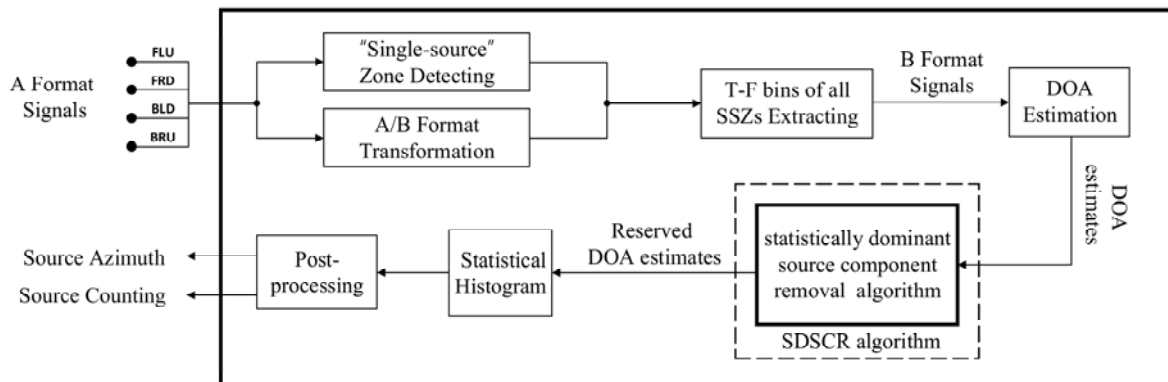 A Format
Signals
FLU
FRD
BLD
BRU
"Single-source"
Zone Detecting
A/B Format
Transformation
T-F bins of all
SSZs Extracting
B Format
Signals
DOA
Estimation
DOA
estimates
statistically dominant
source component
removal algorithm
SDSCR algorithm
Reserved
DOA estimates
Statistical
Histogram
Post-
processing
Source Azimuth
Source Counting